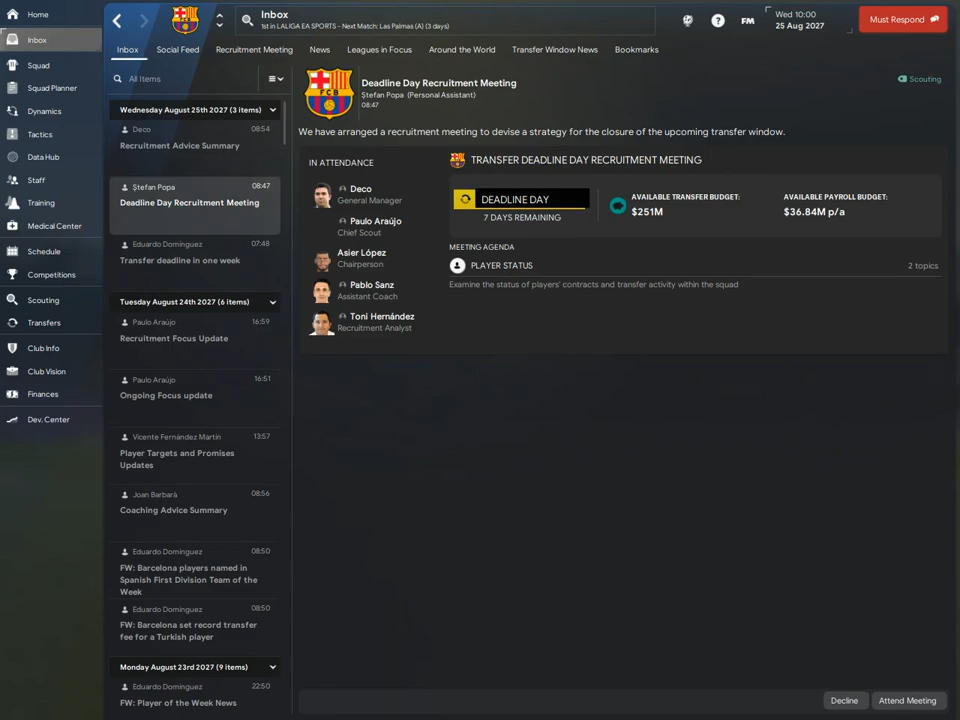 Inbox
1st in LALIGA EA SPORTS - Next Match: Las Palmas (A) (3 days)
FM
Wed 10:00
25 Aug 2027
Must Respond
Home
Inbox
Squad
Squad Planner
Dynamics
Tactics
Data Hub
Staff
Training
Medical Center
Schedule
Competitions
Scouting
Transfers
Club Info
Club Vision
Finances
Dev. Center
Inbox
Social Feed
Recruitment Meeting
News
Leagues in Focus
Around the World
Transfer Window News
Bookmarks
All Items
Wednesday August 25th 2027 (3 items)
Deco
08:54
Recruitment Advice Summary
Ștefan Popa
08:47
Deadline Day Recruitment Meeting
Eduardo Domínguez
07:48
Transfer deadline in one week
Tuesday August 24th 2027 (6 items)
Paulo Araújo
16:59
Recruitment Focus Update
Paulo Araújo
16:51
Ongoing Focus update
Vicente Fernández Martín
13:57
Player Targets and Promises
Updates
Joan Barbarà
08:56
Coaching Advice Summary
Eduardo Domínguez
08:50
FW: Barcelona players named in
Spanish First Division Team of the
Week
Eduardo Domínguez
08:50
FW: Barcelona set record transfer
fee for a Turkish player
Monday August 23rd 2027 (9 items)
Eduardo Domínguez
22:50
FW: Player of the Week News
FCB
Deadline Day Recruitment Meeting
Ștefan Popa (Personal Assistant)
08:47
Scouting
We have arranged a recruitment meeting to devise a strategy for the closure of the upcoming transfer window.
IN ATTENDANCE
Deco
General Manager
Paulo Araújo
Chief Scout
Asier López
Chairperson
Pablo Sanz
Assistant Coach
Toni Hernández
Recruitment Analyst
TRANSFER DEADLINE DAY RECRUITMENT MEETING
DEADLINE DAY
7 DAYS REMAINING
AVAILABLE TRANSFER BUDGET:
$251M
AVAILABLE PAYROLL BUDGET:
$36.84M p/a
MEETING AGENDA
PLAYER STATUS
2 topics
Examine the status of players' contracts and transfer activity within the squad
Decline
Attend Meeting